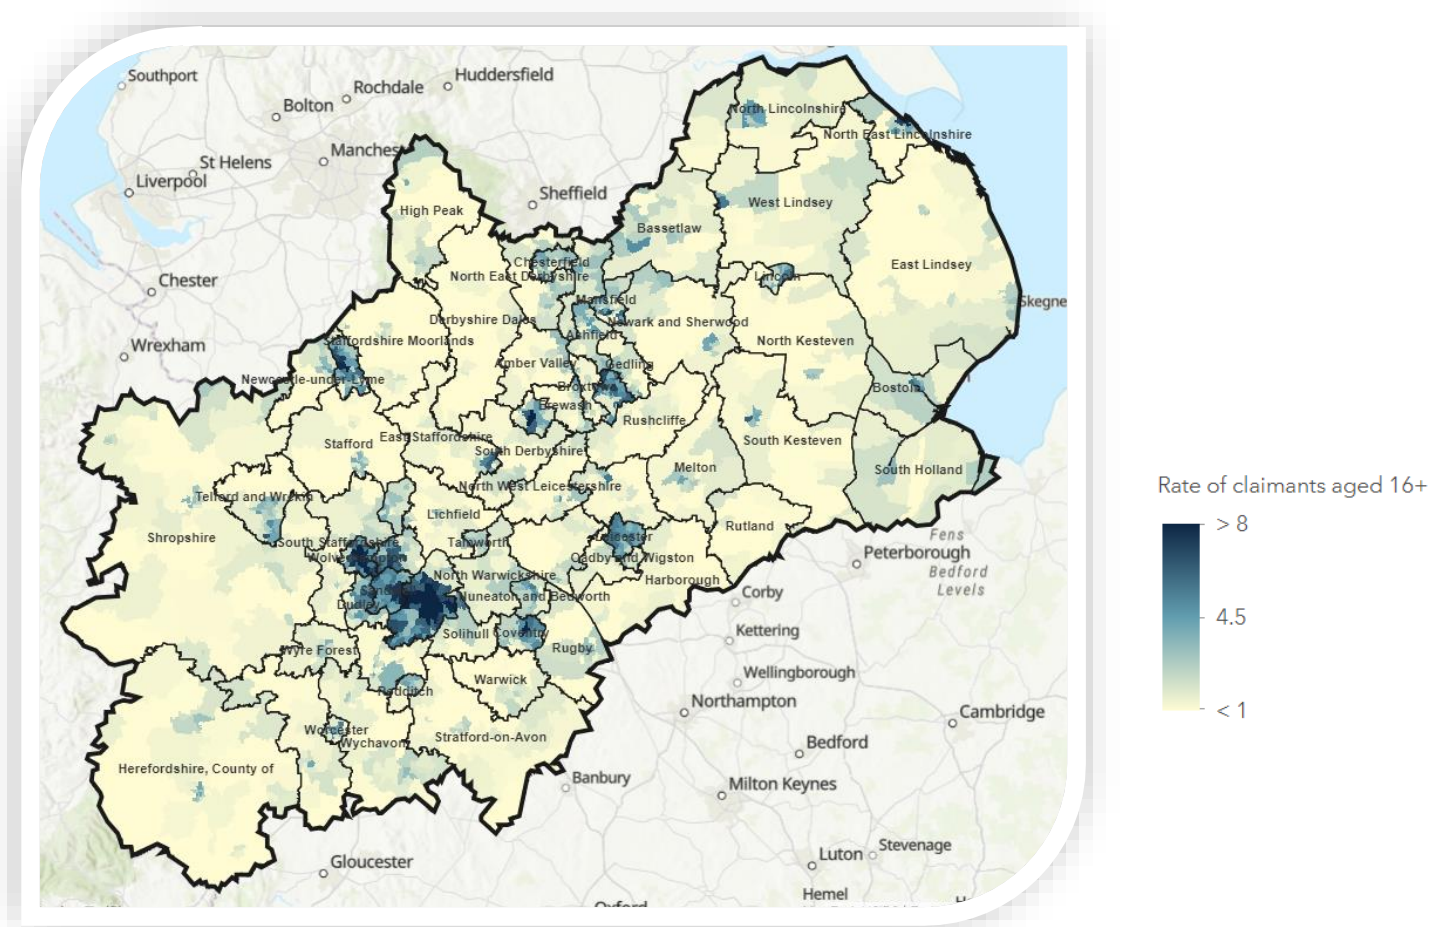 Southport
Huddersfield
Rochdale
Bolton
Manches
St Helens
Liverpool
Sheffield
North Lincolnshire
North East Lincolnshire
High Peak
West Lindsey
Bassetlaw
Chester
Chesterfield
North East Derbyshire
Lincoln
East Lindsey
Skegne
Mansfield
Newark and Sherwood
Derbyshire Dales
Ashfield
Staffordshire Moorlands
North Kesteven
Wrexham
Amber Valley
Gedling
Newcastle-under-Lyme
Broxtowe
Boston
Erewash
Rushcliffe
East Staffordshire
Stafford
South Derbyshire
South Kesteven
Melton
South Holland
North West Leicestershire
Telford and Wrekin
Lichfield
Rutland
Shropshire
South Staffordshire
Tamworth
Leicester
Wolverhampton
Oadby and Wigston
Fens
Peterborough
Bedford
Levels
North Warwickshire
Harborough
Sandwell
Nuneaton and Bedworth
Dudley
Corby
Solihull
Coventry
Kettering
Wyre Forest
Rugby
Wellingborough
Warwick
Redditch
Northampton
Cambridge
Worcester
Wychavon
Stratford-on-Avon
Bedford
Herefordshire, County of
Banbury
Milton Keynes
Gloucester
Luton
Stevenage
Hemel
Oxford
Rate of claimants aged 16+
> 8
4.5
< 1